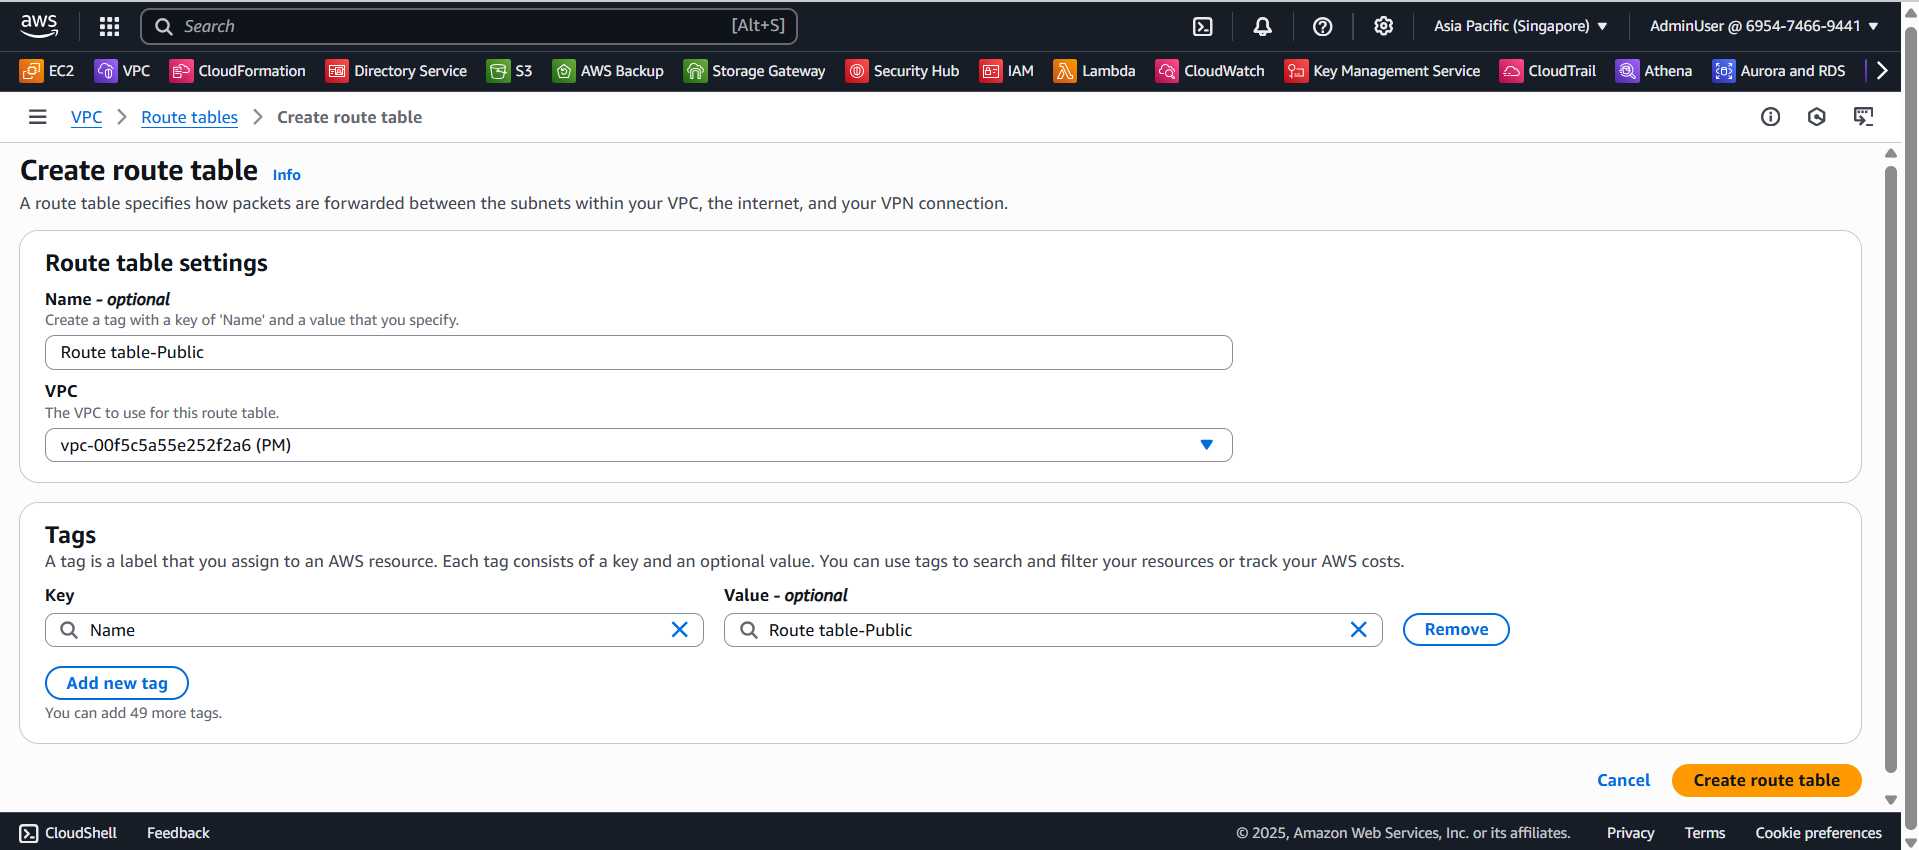 aws
Search [Alt+S]
Asia Pacific (Singapore) AdminUser @ 6954-7466-9441
EC2 VPC CloudFormation Directory Service S3 AWS Backup Storage Gateway Security Hub IAM Lambda CloudWatch Key Management Service CloudTrail Athena Aurora and RDS
VPC Route tables Create route table
Create route table Info
A route table specifies how packets are forwarded between the subnets within your VPC, the internet, and your VPN connection.
Route table settings
Name - optional
Create a tag with a key of 'Name' and a value that you specify.
Route table-Public
VPC
The VPC to use for this route table.
vpc-00f5c5a55e252f2a6 (PM)
Tags
A tag is a label that you assign to an AWS resource. Each tag consists of a key and an optional value. You can use tags to search and filter your resources or track your AWS costs.
Key Value - optional
Name Route table-Public Remove
Add new tag
You can add 49 more tags.
Cancel Create route table
CloudShell Feedback © 2025, Amazon Web Services, Inc. or its affiliates. Privacy Terms Cookie preferences